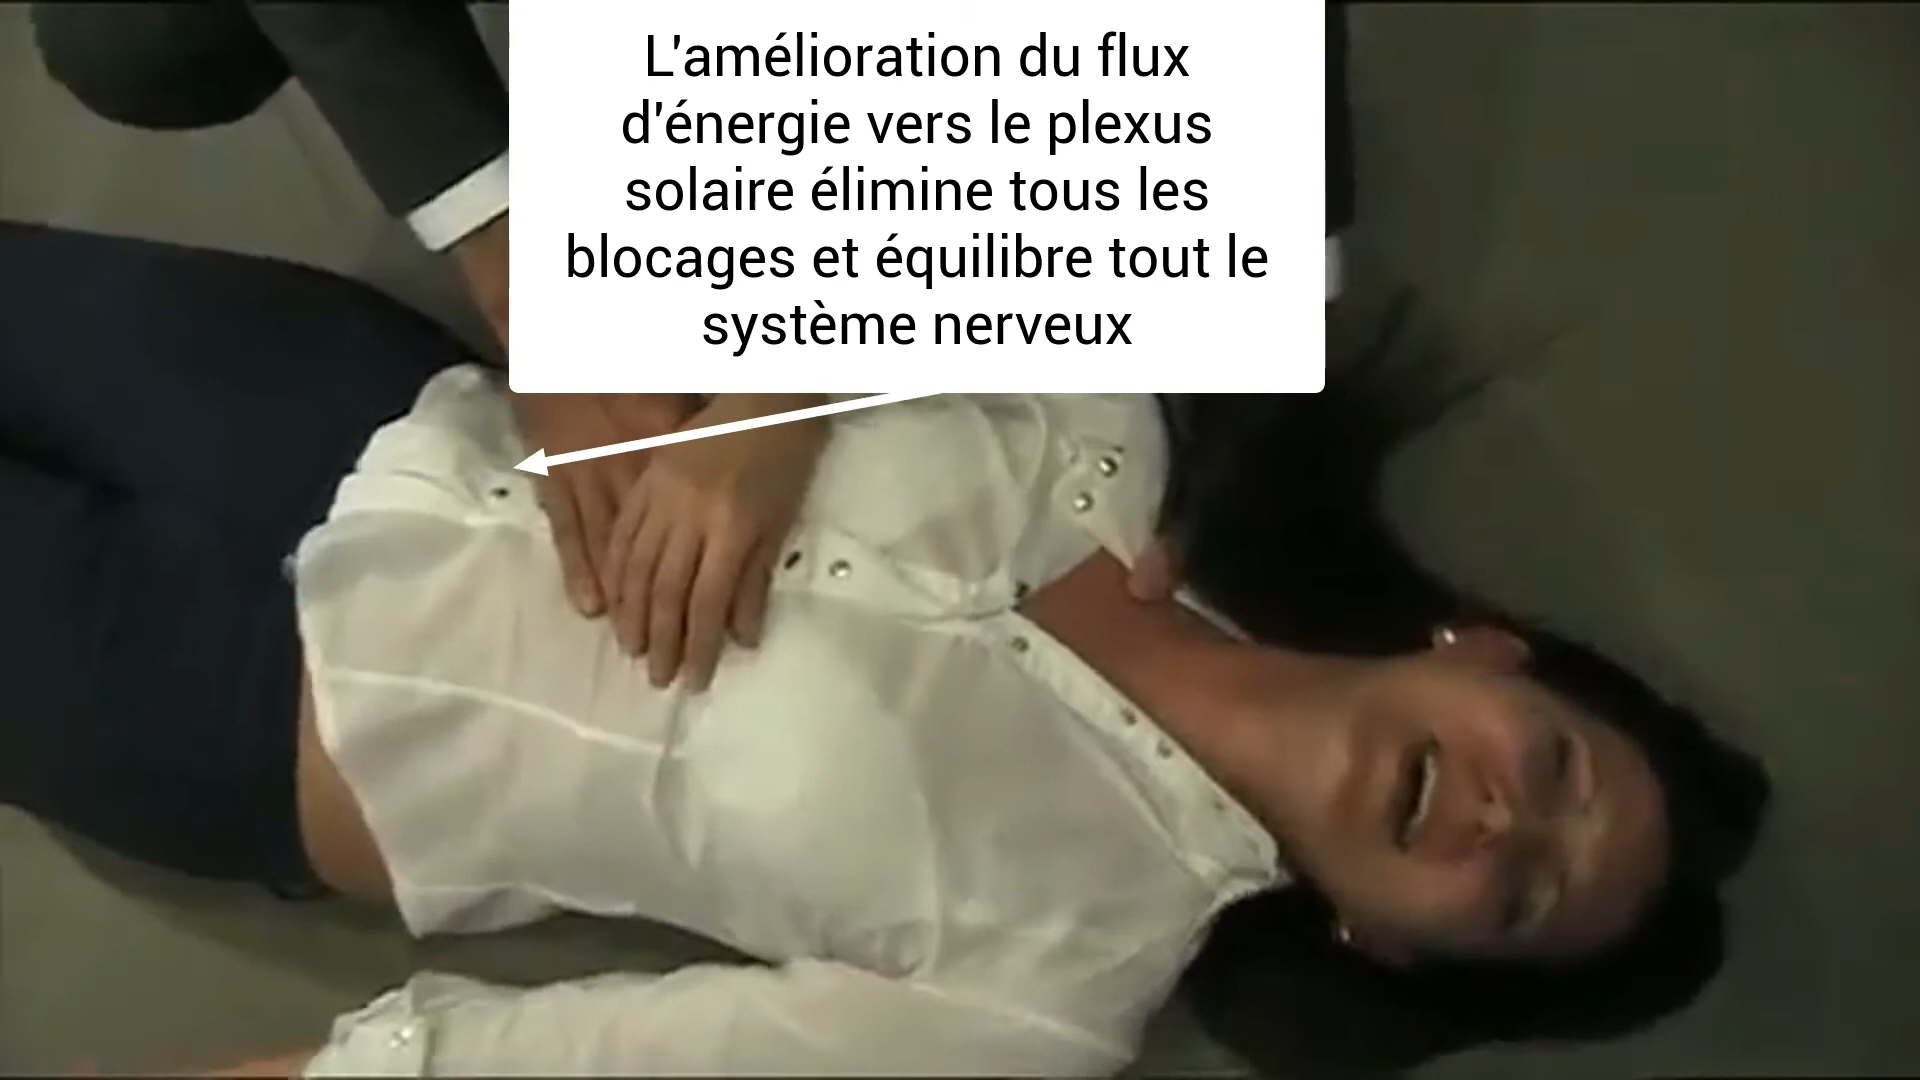 L'amélioration du flux
d'énergie vers le plexus
solaire élimine tous les
blocages et équilibre tout le
système nerveux